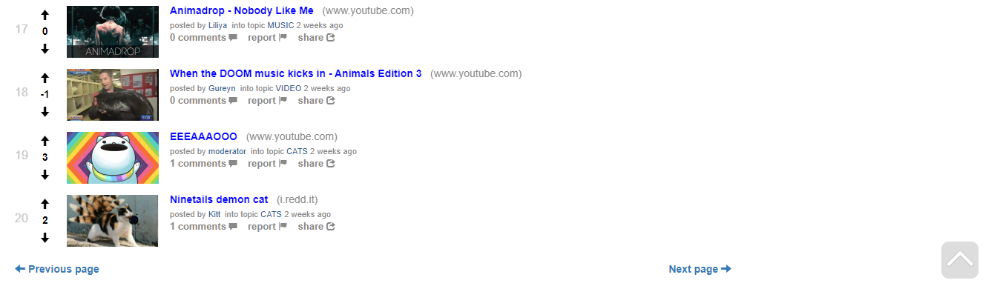 17
0
ANIMADROP
Animadrop - Nobody Like Me (www.youtube.com)
posted by Liliya into topic MUSIC 2 weeks ago
0 comments report share
18
-1
When the DOOM music kicks in - Animals Edition 3 (www.youtube.com)
posted by Gureyn into topic VIDEO 2 weeks ago
0 comments report share
19
3
EEEAAAOOO (www.youtube.com)
posted by moderator into topic CATS 2 weeks ago
1 comments report share
20
2
Ninetails demon cat (i.redd.it)
posted by Kitt into topic CATS 2 weeks ago
1 comments report share
Previous page Next page